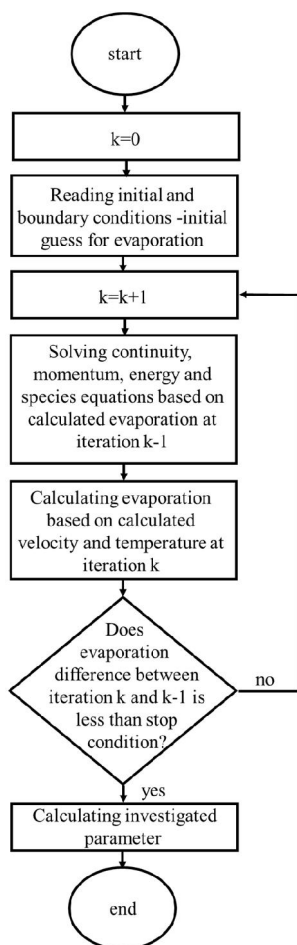 start
k=0
Reading initial and
boundary conditions -initial
guess for evaporation
k=k+1
Solving continuity,
momentum, energy and
species equations based on
calculated evaporation at
iteration k-1
Calculating evaporation
based on calculated
velocity and temperature at
iteration k
Does
evaporation
difference between
iteration k and k-1 is
less than stop
condition?
no
yes
Calculating investigated
parameter
end